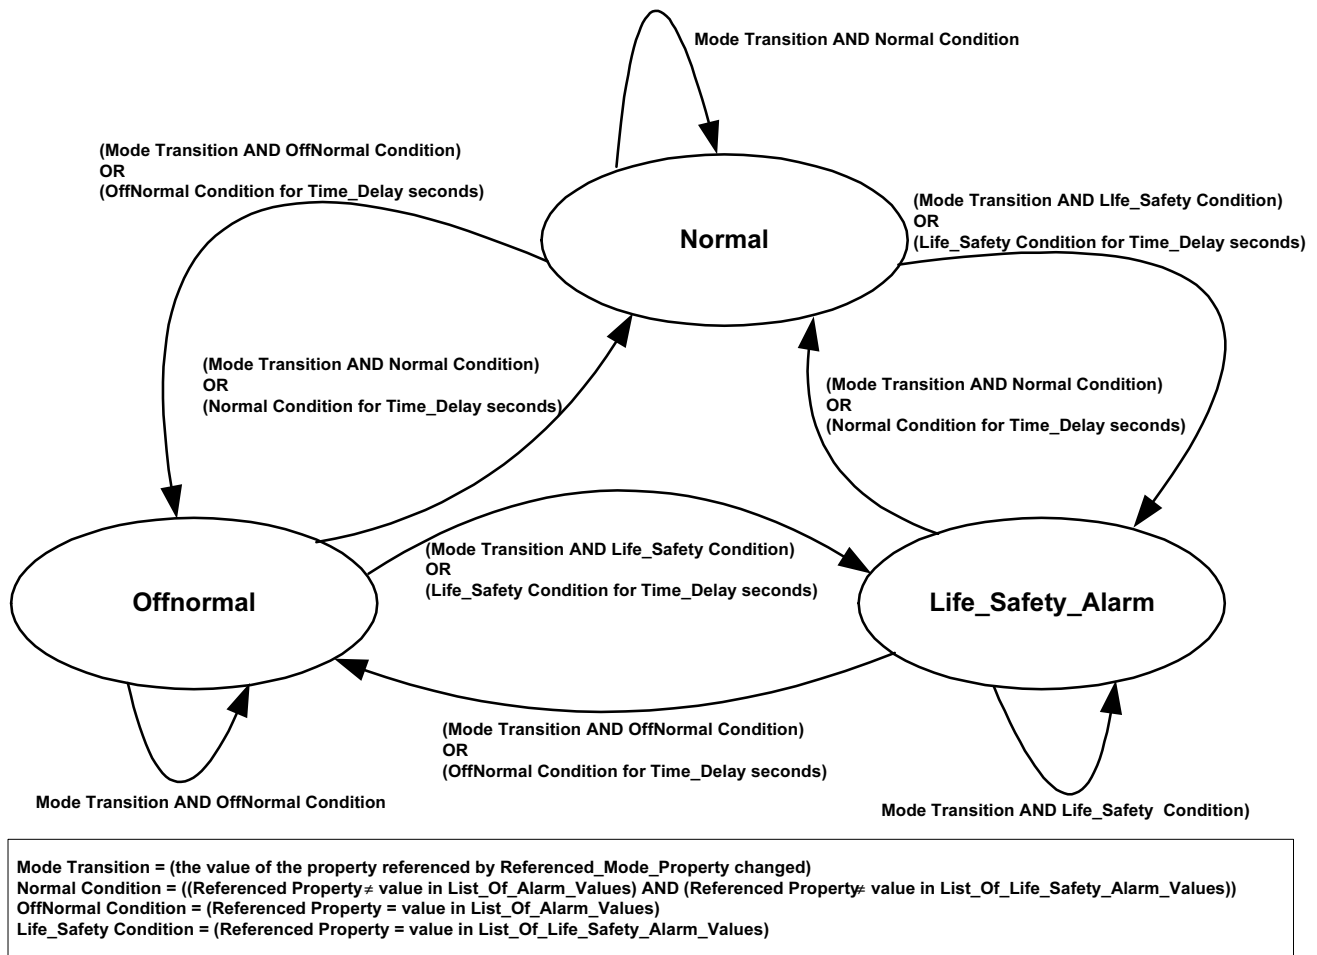 Mode Transition AND Normal Condition
(Mode Transition AND OffNormal Condition)
OR
(OffNormal Condition for Time_Delay seconds)
(Mode Transition AND LIfe_Safety Condition)
OR
(Life_Safety Condition for Time_Delay seconds)
Normal
(Mode Transition AND Normal Condition)
OR
(Normal Condition for Time_Delay seconds)
(Mode Transition AND Normal Condition)
OR
(Normal Condition for Time_Delay seconds)
(Mode Transition AND Life_Safety Condition)
OR
(Life_Safety Condition for Time_Delay seconds)
Offnormal
Life_Safety_Alarm
(Mode Transition AND OffNormal Condition)
OR
(OffNormal Condition for Time_Delay seconds)
Mode Transition AND OffNormal Condition
Mode Transition AND Life_Safety  Condition)
Mode Transition = (the value of the property referenced by Referenced_Mode_Property changed)
Normal Condition = ((Referenced Property ≠ value in List_Of_Alarm_Values) AND (Referenced Property ≠ value in List_Of_Life_Safety_Alarm_Values))
OffNormal Condition = (Referenced Property = value in List_Of_Alarm_Values)
Life_Safety Condition = (Referenced Property = value in List_Of_Life_Safety_Alarm_Values)